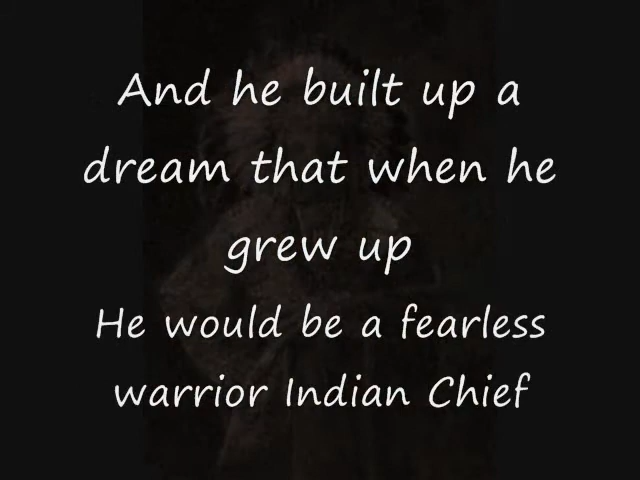 And he built up a
dream that when he
grew up
He would be a fearless
warrior Indian Chief